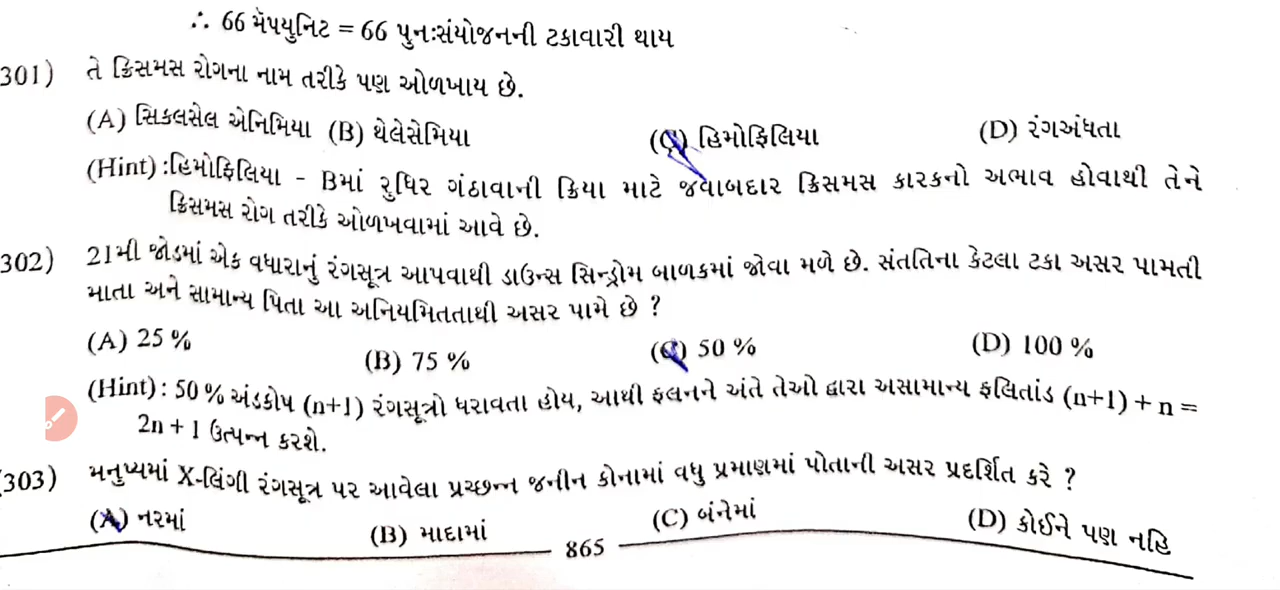 ∴ 66 મૅપયુનિટ = 66 પુનઃસંયોજનની ટકાવારી થાય
301) તે ક્રિસમસ રોગના નામ તરીકે પણ ઓળખાય છે.
(A) સિકલસેલ એનિમિયા (B) થેલેસેમિયા (C) હિમોફિલિયા (D) રંગઅંધતા
(Hint) :હિમોફિલિયા - Bમાં રુધિર ગંઠાવાની ક્રિયા માટે જવાબદાર ક્રિસમસ કારકનો અભાવ હોવાથી તેને
ક્રિસમસ રોગ તરીકે ઓળખવામાં આવે છે.
302) 21મી જોડમાં એક વધારાનું રંગસૂત્ર આપવાથી ડાઉન્સ સિન્ડ્રોમ બાળકમાં જોવા મળે છે. સંતતિના કેટલા ટકા અસર પામતી
માતા અને સામાન્ય પિતા આ અનિયમિતતાથી અસર પામે છે ?
(A) 25 % (B) 75 % (C) 50 % (D) 100 %
(Hint) : 50 % અંડકોષ (n+1) રંગસૂત્રો ધરાવતા હોય, આથી ફલનને અંતે તેઓ દ્વારા અસામાન્ય ફલિતાંડ (n+1) + n =
2n + 1 ઉત્પન્ન કરશે.
(303) મનુષ્યમાં X-લિંગી રંગસૂત્ર પર આવેલા પ્રચ્છન્ન જનીન કોનામાં વધુ પ્રમાણમાં પોતાની અસર પ્રદર્શિત કરે ?
(A) નરમાં (B) માદામાં (C) બંનેમાં (D) કોઈને પણ નહિ
865